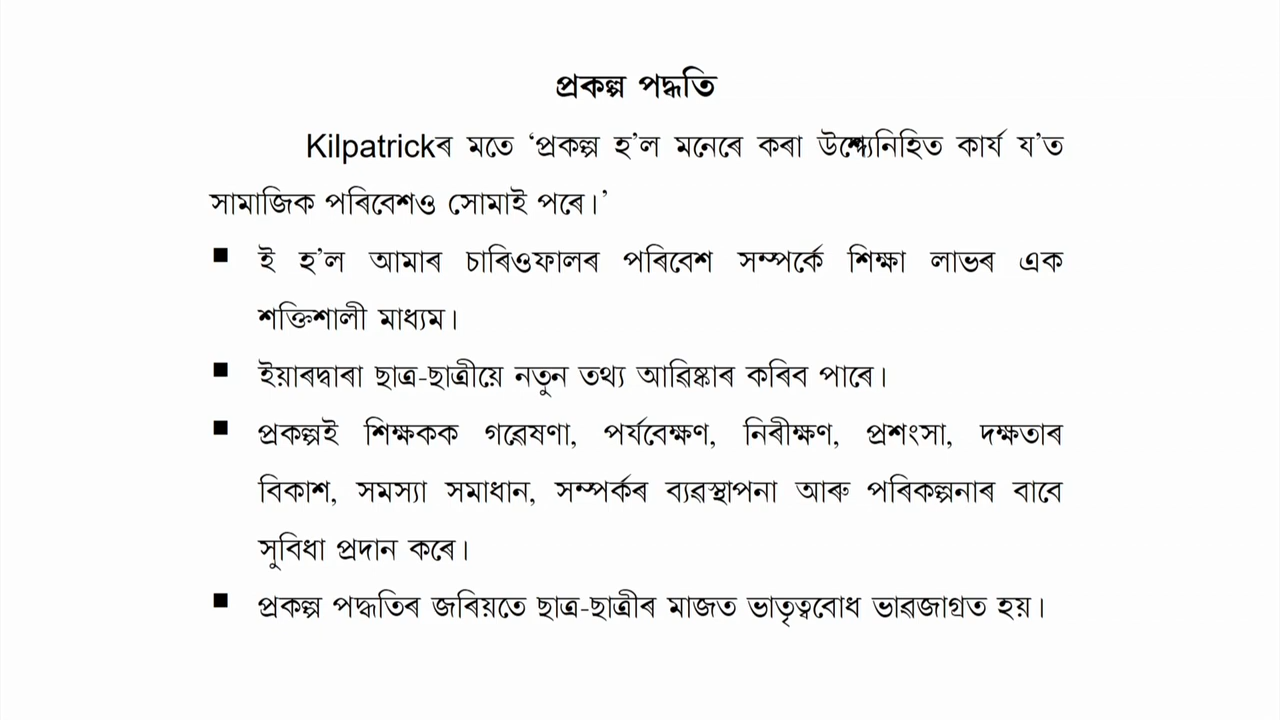 প্ৰকল্প পদ্ধতি
Kilpatrickৰ মতে ‘প্ৰকল্প হ’ল মনেৰে কৰা কাৰ্য য’ত
সামাজিক পৰিবেশও সোমাই পৰে।’
■ ই হ’ল আমাৰ চাৰিওফালৰ পৰিবেশ সম্পৰ্কে শিক্ষা লাভৰ এক
শক্তিশালী মাধ্যম।
■ ইয়াৰদ্বাৰা ছাত্ৰ-ছাত্ৰীয়ে নতুন তথ্য আৱিষ্কাৰ কৰিব পাৰে।
■ প্ৰকল্পই শিক্ষকক গৱেষণা, পৰ্যবেক্ষণ, নিৰীক্ষণ, প্ৰশংসা, দক্ষতাৰ
বিকাশ, সমস্যা সমাধান, সম্পৰ্কৰ ব্যৱস্থাপনা আৰু পৰিকল্পনাৰ বাবে
সুবিধা প্ৰদান কৰে।
■ প্ৰকল্প পদ্ধতিৰ জৰিয়তে ছাত্ৰ-ছাত্ৰীৰ মাজত ভাতৃত্ববোধ ভাৱজাগ্ৰত হয়।